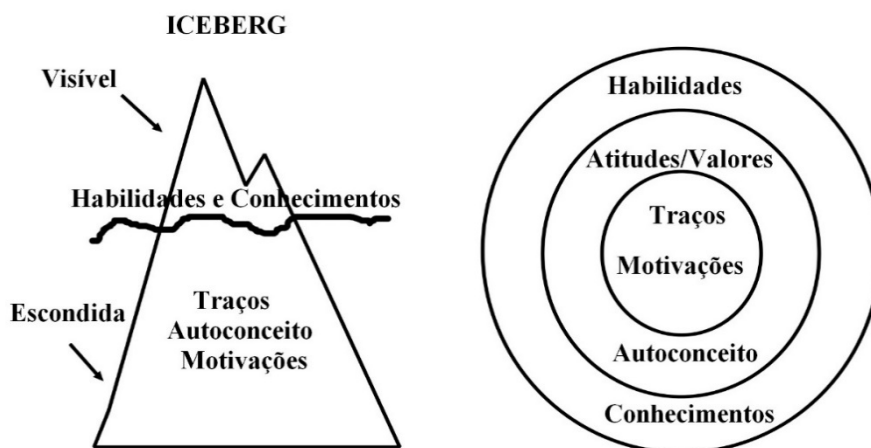 ICEBERG
Visível
Habilidades e Conhecimentos
Escondida
Traços
Autoconceito
Motivações
Habilidades
Atitudes/Valores
Traços
Motivações
Autoconceito
Conhecimentos